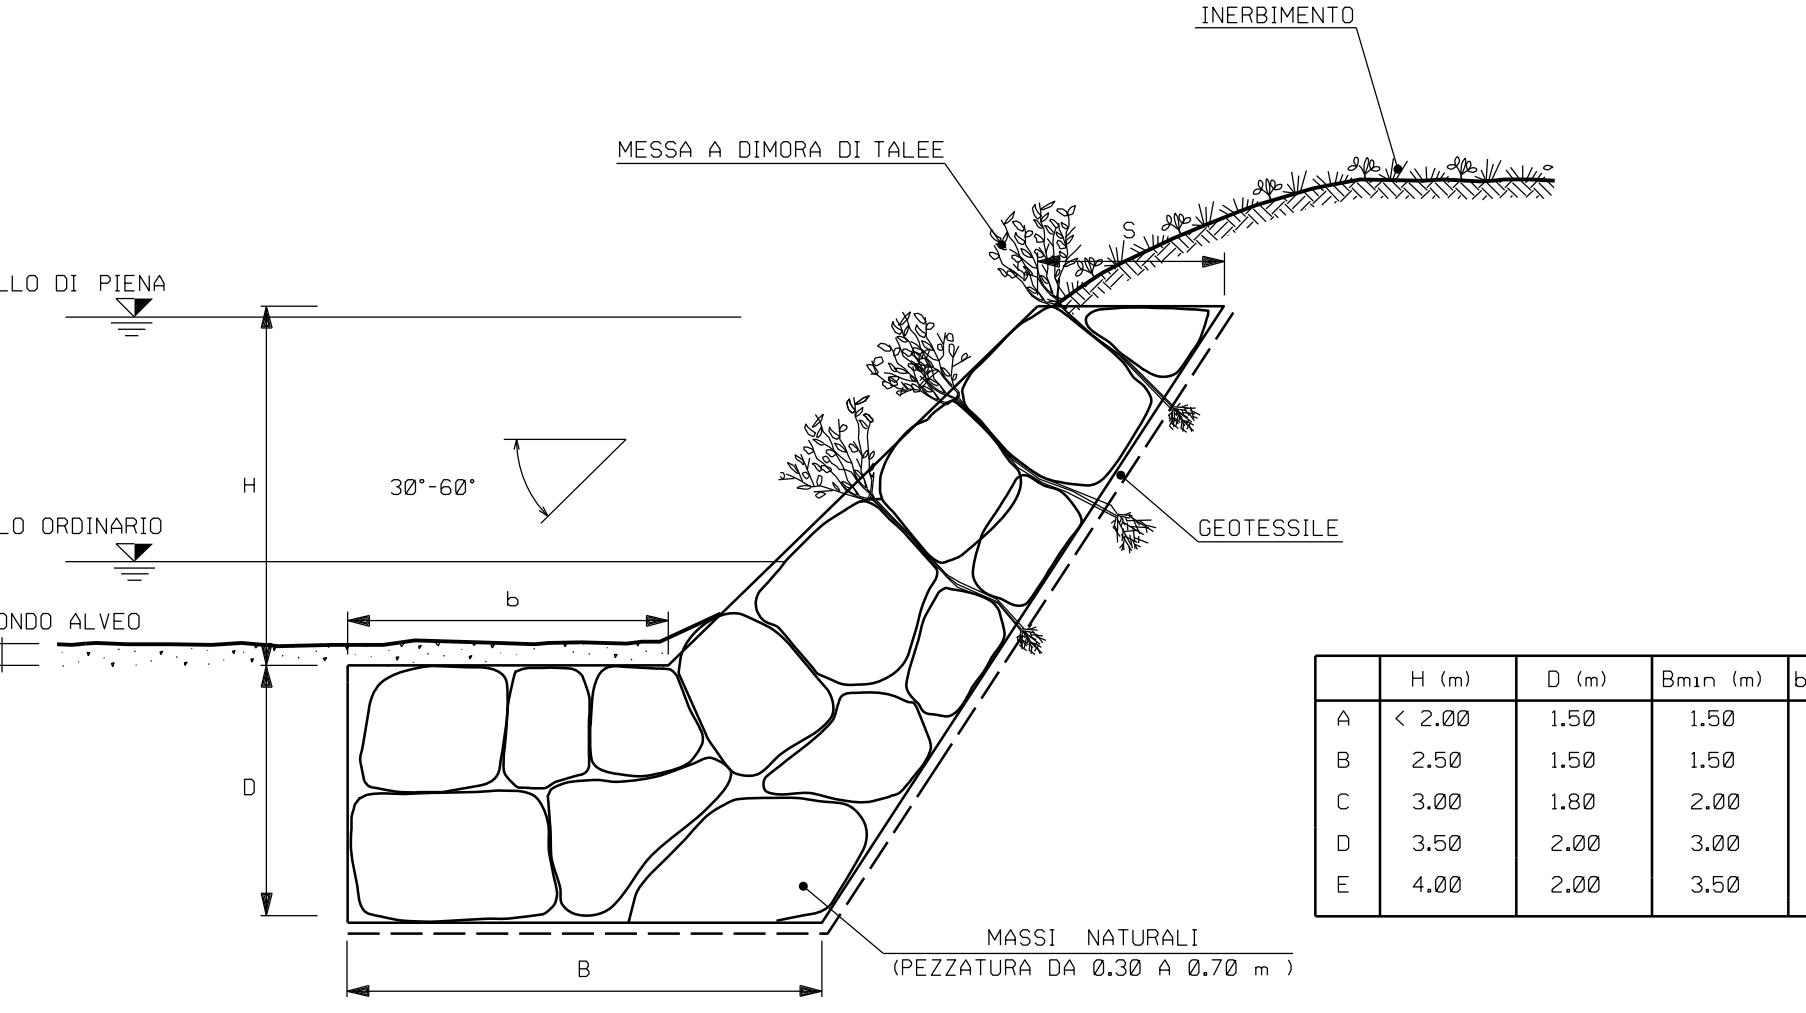 INERBIMENTO
MESSA A DIMORA DI TALEE
S
LLO DI PIENA
H
30°-60°
LO ORDINARIO
GEOTESSILE
b
ONDO ALVEO
D
MASSI NATURALI
(PEZZATURA DA 0.30 A 0.70 m )
B
H (m) D (m) Bmin (m) b
A < 2.00 1.50 1.50
B 2.50 1.50 1.50
C 3.00 1.80 2.00
D 3.50 2.00 3.00
E 4.00 2.00 3.50